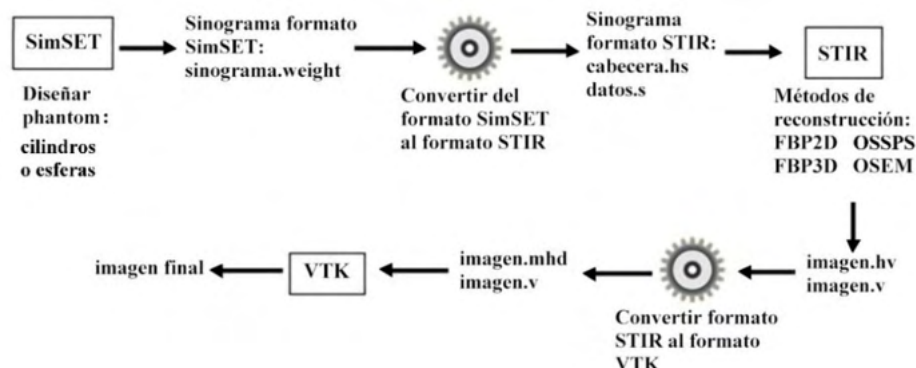 SimSET
Diseñar
phantom:
cilindros
o esferas
Sinograma formato
SimSET:
sinograma.weight
Convertir del
formato SimSET
al formato STIR
Sinograma
formato STIR:
cabecera.hs
datos.s
STIR
Métodos de
reconstrucción:
FBP2D OSSPS
FBP3D OSEM
imagen.hv
imagen.v
Convertir formato
STIR al formato
VTK
imagen.mhd
imagen.v
VTK
imagen final